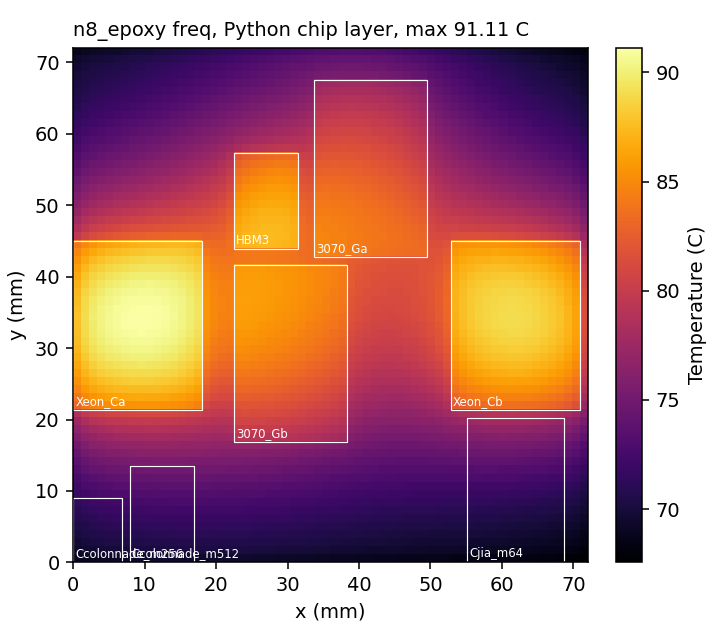 n8_epoxy freq, Python chip layer, max 91.11 C
70
60
50
40
30
20
10
0
y (mm)
HBM3
3070_Ga
Xeon_Ca
Xeon_Cb
3070_Gb
Ccolonnade_m256
Ccolonnade_m512
Cjia_m64
0 10 20 30 40 50 60 70
x (mm)
90
85
80
75
70
Temperature (C)